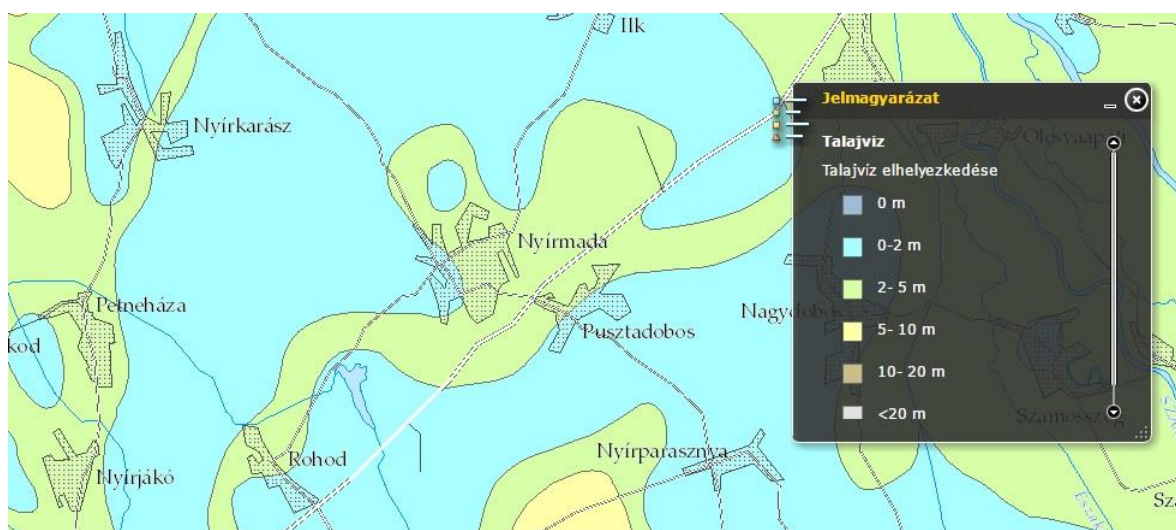 Ilk
Nyírkarász
Nyírmada
Petneháza
kod
Pusztadobos
Nagydobos
Nyírjákó
Rohod
Nyírparasznya
Szamosszeg
Sza
Jelmagyarázat
Talajvíz
Talajvíz elhelyezkedése
0 m
0-2 m
2- 5 m
5- 10 m
10- 20 m
<20 m